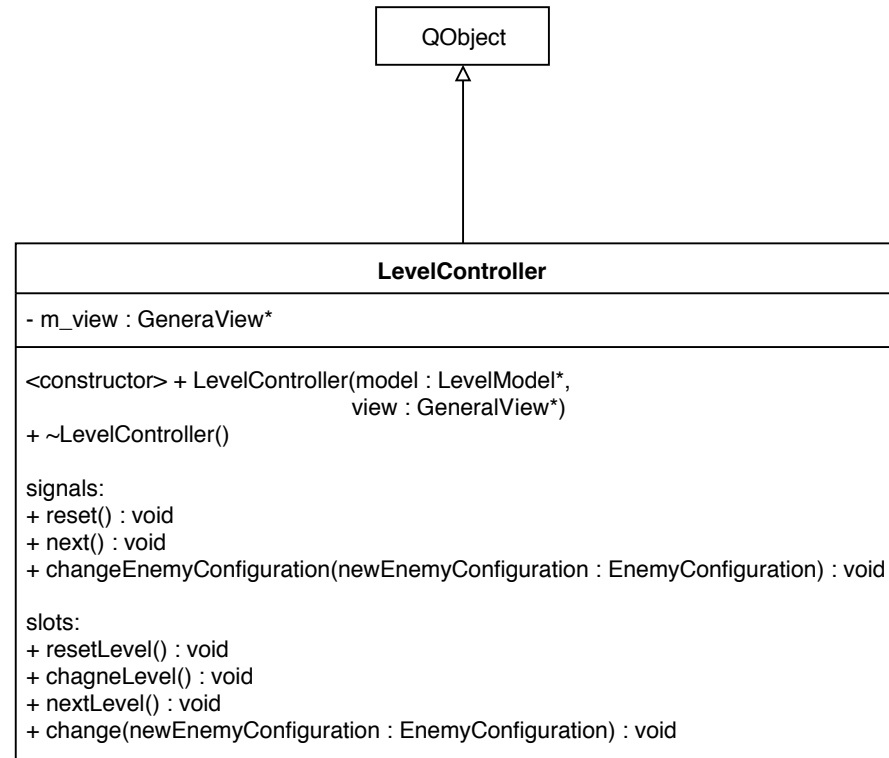 QObject
LevelController
- m_view : GeneraView*
<constructor> + LevelController(model : LevelModel*,
view : GeneralView*)
+ ~LevelController()
signals:
+ reset() : void
+ next() : void
+ changeEnemyConfiguration(newEnemyConfiguration : EnemyConfiguration) : void
slots:
+ resetLevel() : void
+ chagneLevel() : void
+ nextLevel() : void
+ change(newEnemyConfiguration : EnemyConfiguration) : void